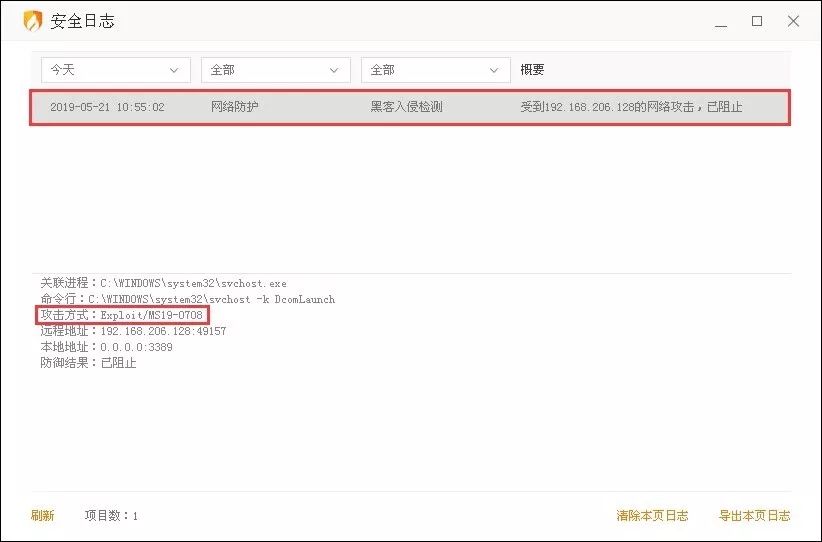 安全日志
今天 全部 全部 概要
2019-05-21 10:55:02 网络防护 黑客入侵检测 受到192.168.206.128的网络攻击，已阻止
关联进程：C:\WINDOWS\system32\svchost.exe
命令行：C:\WINDOWS\system32\svchost -k DcomLaunch
攻击方式：Exploit/MS19-0708
远程地址：192.168.206.128:49157
本地地址：0.0.0.0:3389
防御结果：已阻止
刷新 项目数：1 清除本页日志 导出本页日志